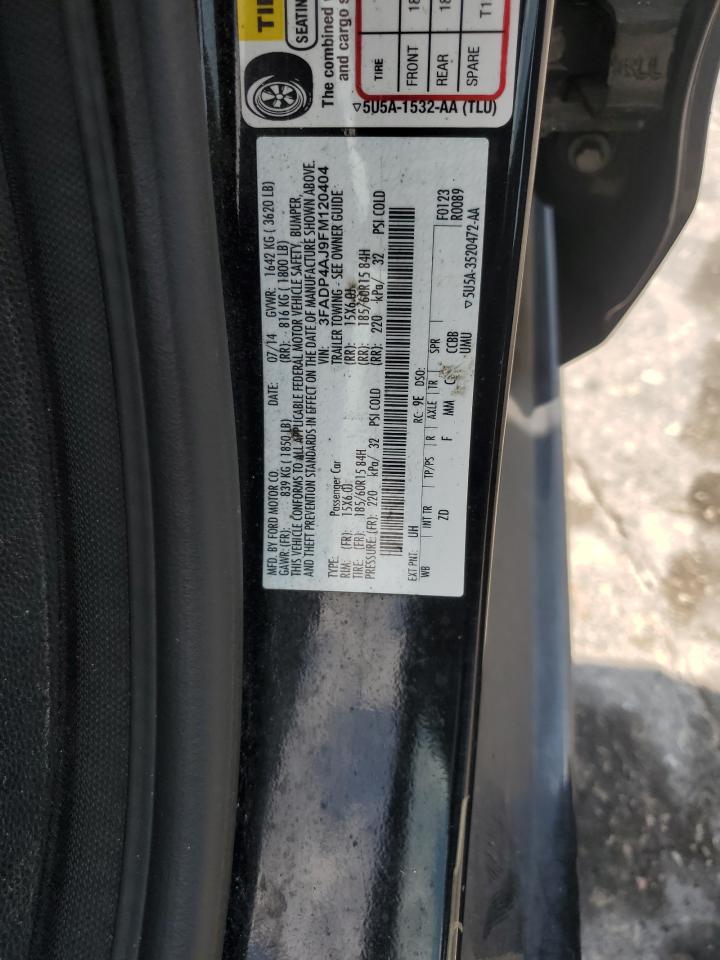 TIRE
SEATING
The combined
and cargo
TIRE
FRONT
REAR
SPARE
5U5A-1532-AA (TLU)
MFD. BY FORD MOTOR CO. DATE: 07/14 GVWR: 1642 KG ( 3620 LB)
GAWR: (FR): 839 KG ( 1850 LB) (RR): 816 KG ( 1800 LB)
THIS VEHICLE CONFORMS TO ALL APPLICABLE FEDERAL MOTOR VEHICLE SAFETY, BUMPER,
AND THEFT PREVENTION STANDARDS IN EFFECT ON THE DATE OF MANUFACTURE SHOWN ABOVE.
VIN: 3FADP4AJ9FM120404
TYPE: Passenger Car TRAILER TOWING - SEE OWNER GUIDE
RIM: (FR): 15X6.0J (RR): 15X6.0J
TIRE: (FR): 185/60R15 84H (RR): 185/60R15 84H
PRESSURE:(FR): 220 kPa/ 32 PSI COLD (RR): 220 kPa/ 32 PSI COLD
EXT PNT: UH RC: 9E DSO: F0123
R0089
WB INT TR TP/PS R AXLE TR SPR
ZD F MM CCBB
UMU
5U5A-3520472-AA